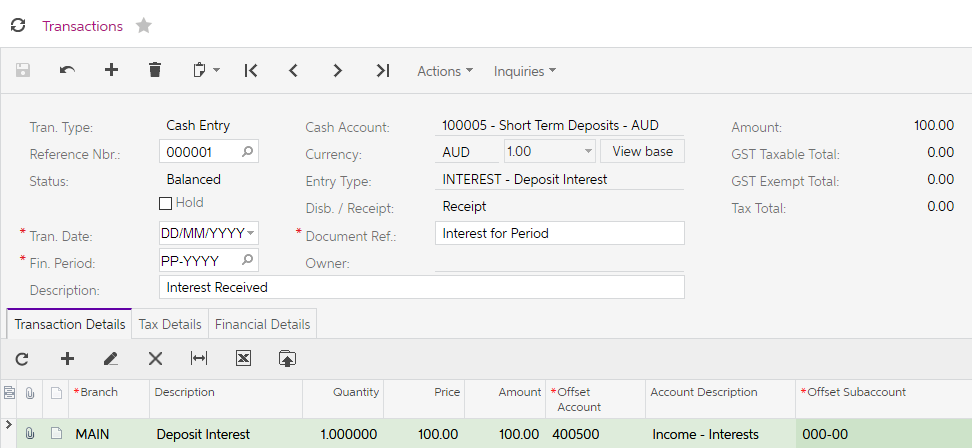 Transactions
Actions Inquiries
Tran. Type: Cash Entry Cash Account: 100005 - Short Term Deposits - AUD Amount: 100.00
Reference Nbr.: 000001 Currency: AUD 1.00 View base GST Taxable Total: 0.00
Status: Balanced Entry Type: INTEREST - Deposit Interest GST Exempt Total: 0.00
Hold Disb. / Receipt: Receipt Tax Total: 0.00
* Tran. Date: DD/MM/YYYY * Document Ref.: Interest for Period
* Fin. Period: PP-YYYY Owner:
Description: Interest Received
Transaction Details Tax Details Financial Details
*Branch Description Quantity Price Amount *Offset Account Account Description *Offset Subaccount
MAIN Deposit Interest 1.000000 100.00 100.00 400500 Income - Interests 000-00